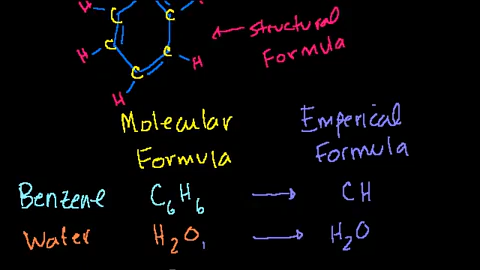 C
C
C
C
H
H
H
structural
Formula
Molecular
Formula
Emperical
Formula
Benzene C₆H₆ → CH
Water H₂O₁ → H₂O